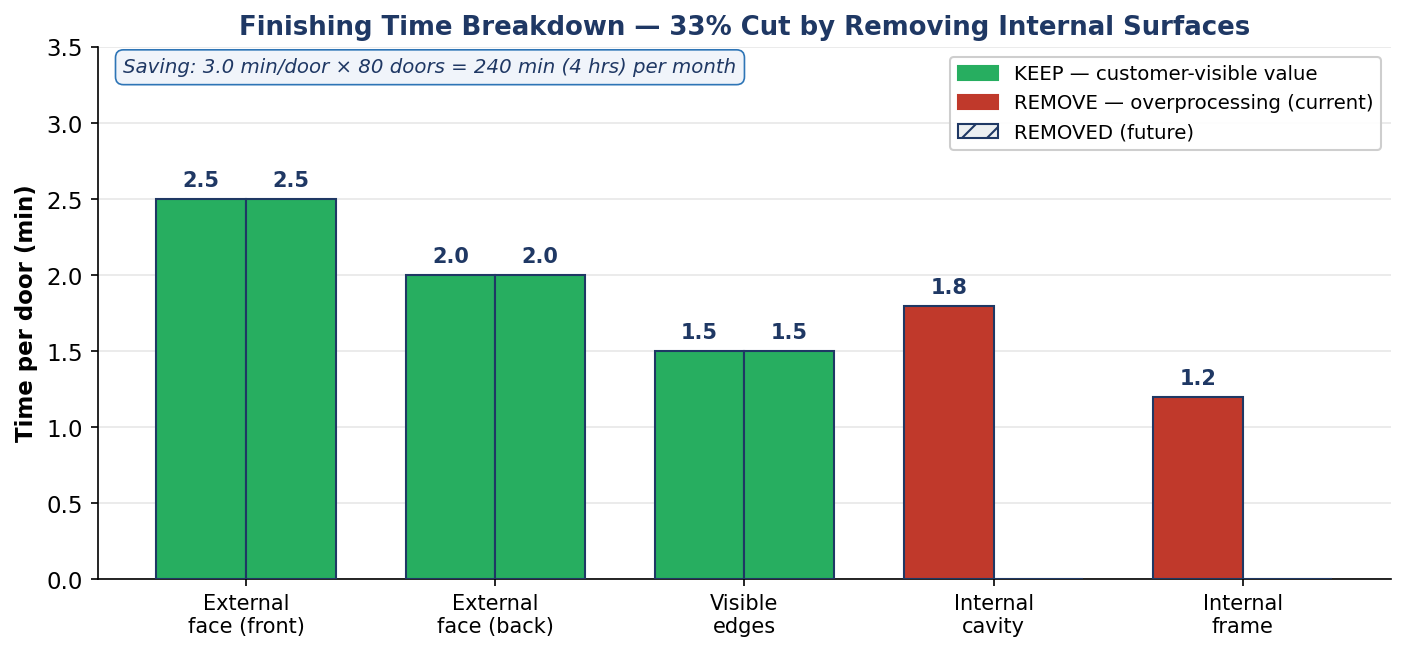 Finishing Time Breakdown — 33% Cut by Removing Internal Surfaces
Saving: 3.0 min/door × 80 doors = 240 min (4 hrs) per month
KEEP — customer-visible value
REMOVE — overprocessing (current)
REMOVED (future)
Time per door (min)
3.5
3.0
2.5
2.0
1.5
1.0
0.5
0.0
2.5 2.5
2.0 2.0
1.5 1.5
1.8
1.2
External
face (front)
External
face (back)
Visible
edges
Internal
cavity
Internal
frame